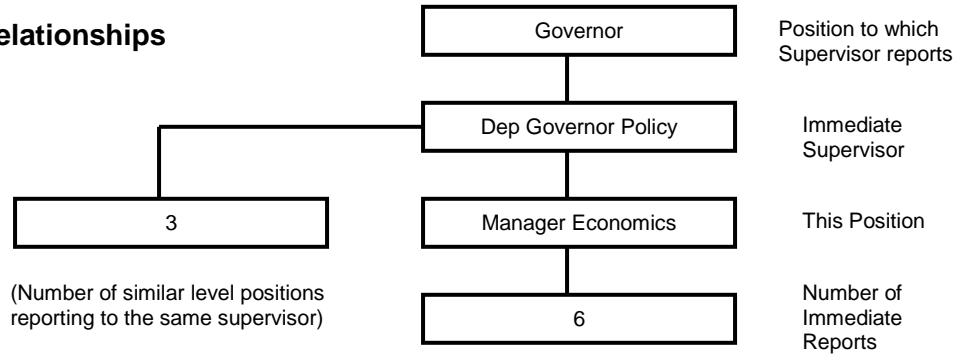 elationships
Governor
Position to which
Supervisor reports
Dep Governor Policy
Immediate
Supervisor
3
Manager Economics
This Position
(Number of similar level positions
reporting to the same supervisor)
6
Number of
Immediate
Reports